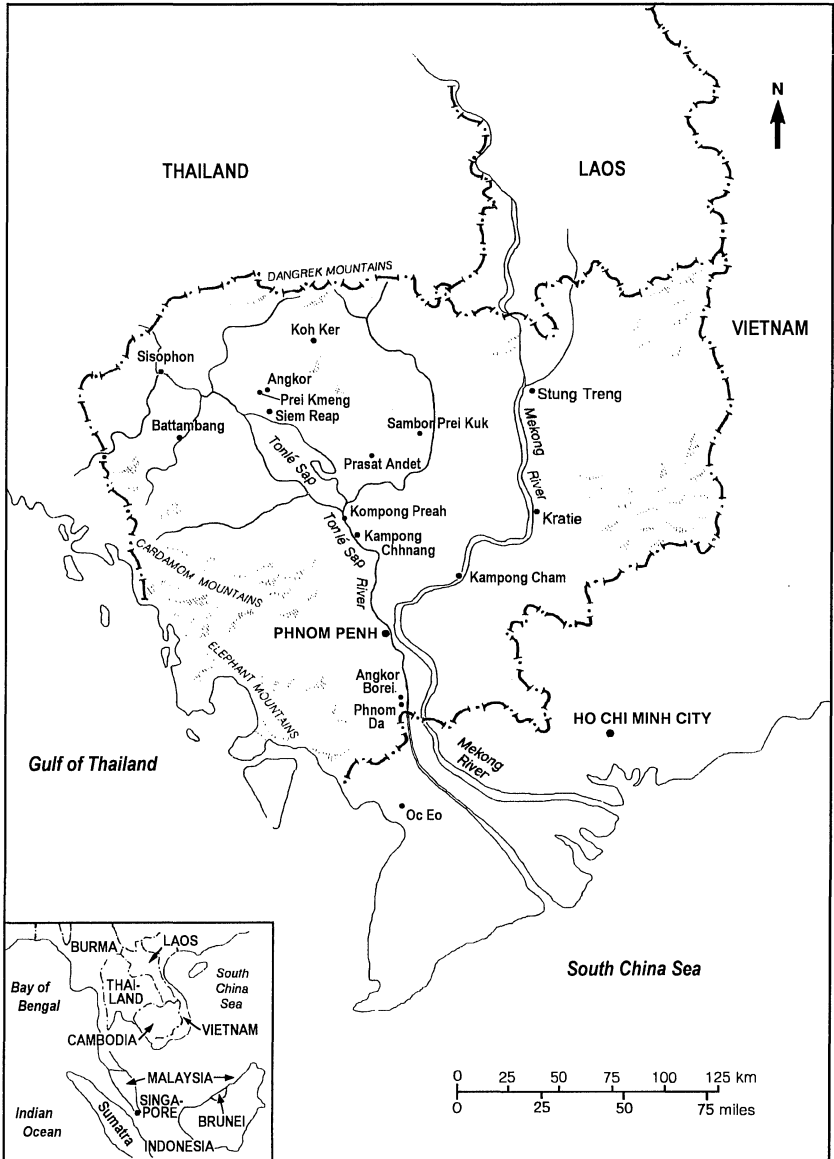 N
THAILAND
LAOS
DANGREK MOUNTAINS
VIETNAM
Koh Ker
Sisophon
Angkor
Prei Kmeng
Siem Reap
Stung Treng
Battambang
Sambor Prei Kuk
Mekong
River
Tonlé Sap
Prasat Andet
Kompong Preah
Kratie
Tonlé Sap
River
Kampong
Chhnang
CARDAMOM MOUNTAINS
Kampong Cham
PHNOM PENH
ELEPHANT MOUNTAINS
Angkor
Borei
Phnom
Da
HO CHI MINH CITY
Mekong
River
Gulf of Thailand
Oc Eo
South China Sea
BURMA
LAOS
Bay of
Bengal
THAI-
LAND
South
China
Sea
CAMBODIA
VIETNAM
MALAYSIA
SINGA-
PORE
BRUNEI
Indian
Ocean
Sumatra
INDONESIA
0 25 50 75 100 125 km
0 25 50 75 miles